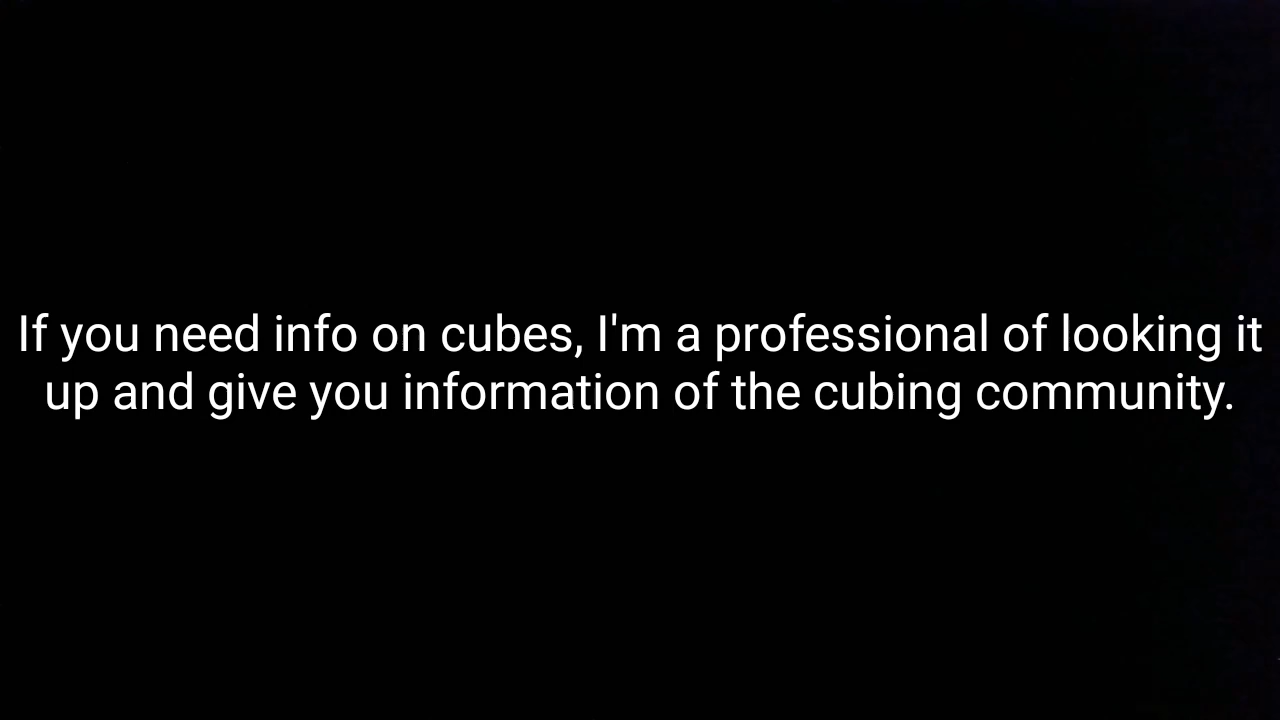 If you need info on cubes, I'm a professional of looking it
up and give you information of the cubing community.